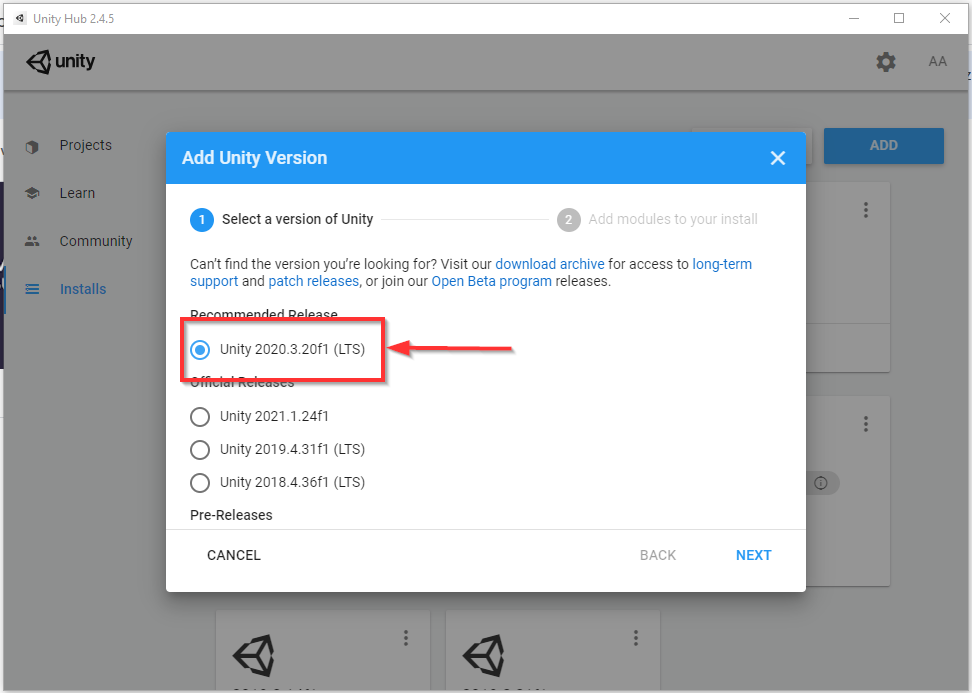 Unity Hub 2.4.5
unity
AA
Projects
Learn
Community
Installs
ADD
Add Unity Version
1 Select a version of Unity
2 Add modules to your install
Can't find the version you're looking for? Visit our download archive for access to long-term
support and patch releases, or join our Open Beta program releases.
Recommended Release
Unity 2020.3.20f1 (LTS)
Official Releases
Unity 2021.1.24f1
Unity 2019.4.31f1 (LTS)
Unity 2018.4.36f1 (LTS)
Pre-Releases
CANCEL
BACK
NEXT